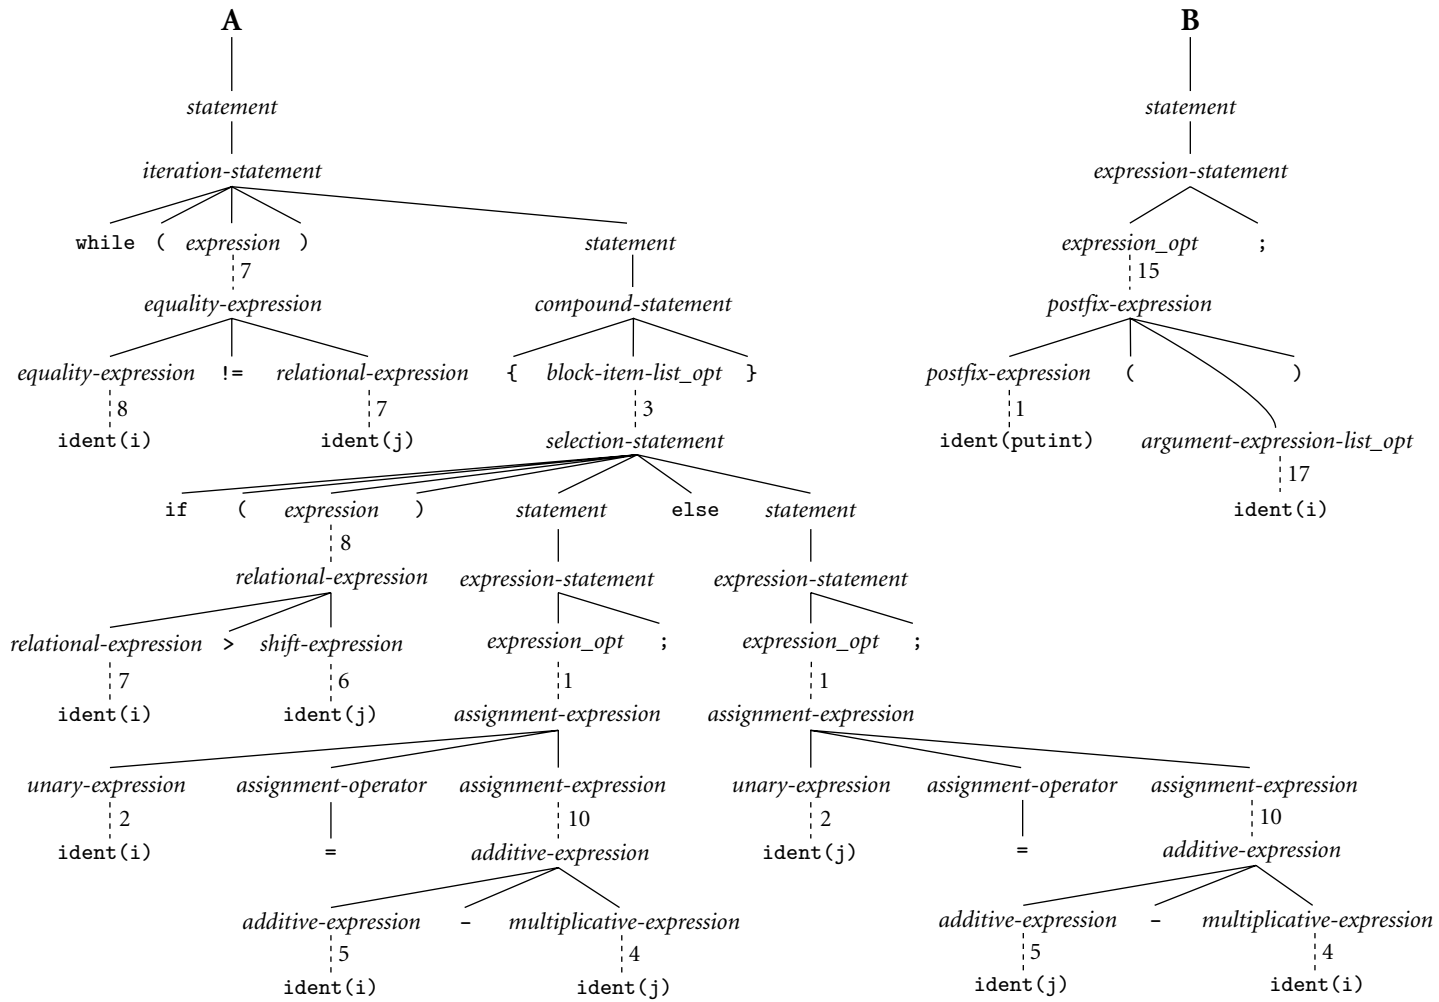 A B
statement statement
iteration-statement expression-statement
while ( expression ) statement expression_opt ;
7 15
equality-expression compound-statement postfix-expression
equality-expression != relational-expression { block-item-list_opt } postfix-expression ( )
8 7 3 1
ident(i) ident(j) selection-statement ident(putint) argument-expression-list_opt
17
if ( expression ) statement else statement ident(i)
8
relational-expression expression-statement expression-statement
relational-expression > shift-expression expression_opt ; expression_opt ;
7 6 1 1
ident(i) ident(j) assignment-expression assignment-expression
unary-expression assignment-operator assignment-expression unary-expression assignment-operator assignment-expression
2 10 2 10
ident(i) = additive-expression ident(j) = additive-expression
additive-expression - multiplicative-expression additive-expression - multiplicative-expression
5 4 5 4
ident(i) ident(j) ident(j) ident(i)